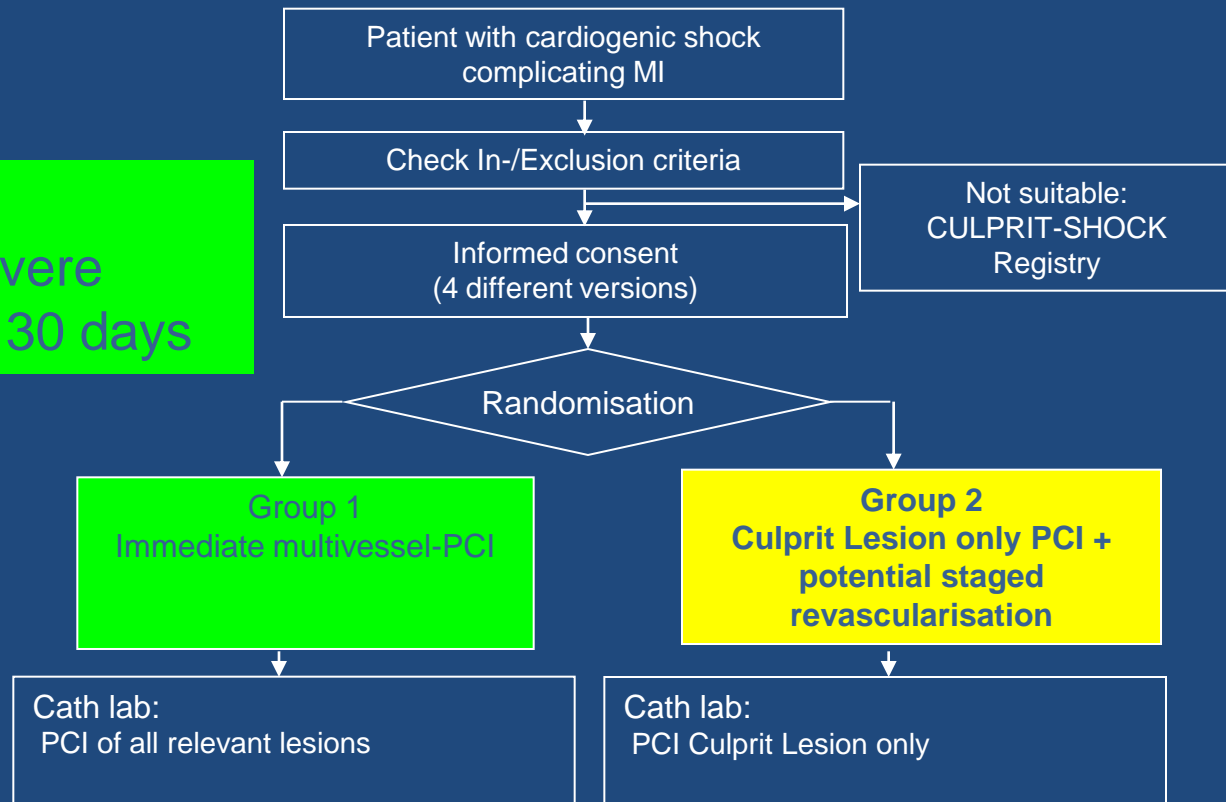 Patient with cardiogenic shock
complicating MI
Check In-/Exclusion criteria
Not suitable:
CULPRIT-SHOCK
Registry
Informed consent
(4 different versions)
vere
30 days
Randomisation
Group 1
Immediate multivessel-PCI
Group 2
Culprit Lesion only PCI +
potential staged
revascularisation
Cath lab:
PCI of all relevant lesions
Cath lab:
PCI Culprit Lesion only